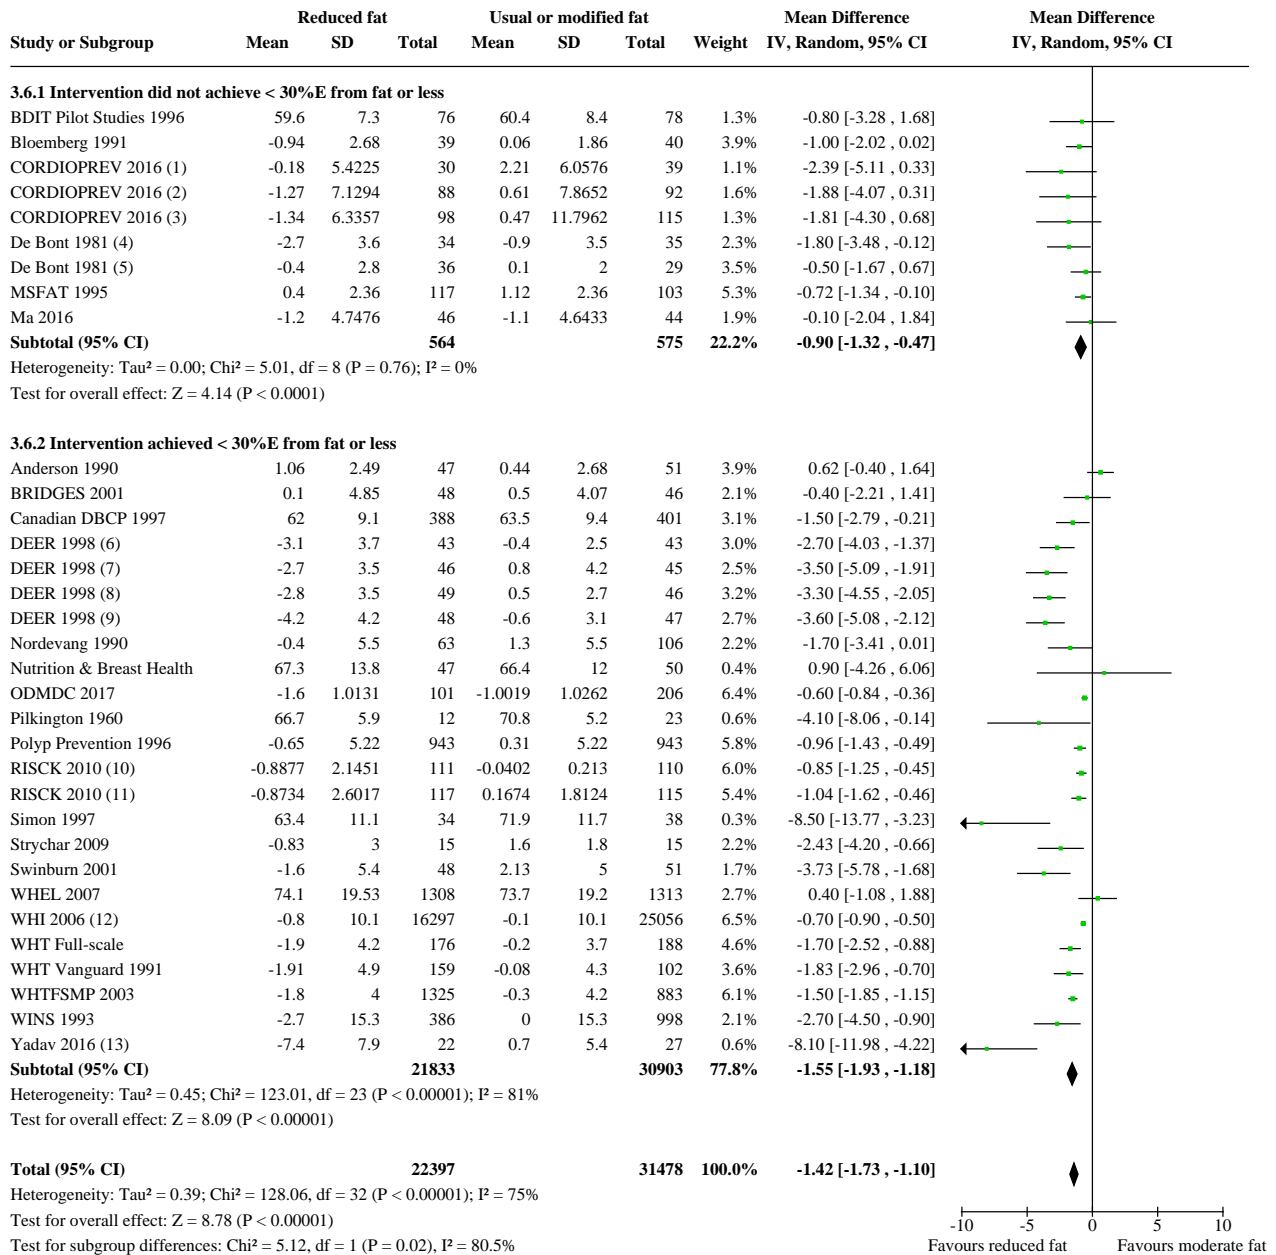 Reduced fat Usual or modified fat Mean Difference Mean Difference
Study or Subgroup Mean SD Total Mean SD Total Weight IV, Random, 95% CI IV, Random, 95% CI
3.6.1 Intervention did not achieve < 30%E from fat or less
BDIT Pilot Studies 1996 59.6 7.3 76 60.4 8.4 78 1.3% -0.80 [-3.28 , 1.68]
Bloemberg 1991 -0.94 2.68 39 0.06 1.86 40 3.9% -1.00 [-2.02 , 0.02]
CORDIOPREV 2016 (1) -0.18 5.4225 30 2.21 6.0576 39 1.1% -2.39 [-5.11 , 0.33]
CORDIOPREV 2016 (2) -1.27 7.1294 88 0.61 7.8652 92 1.6% -1.88 [-4.07 , 0.31]
CORDIOPREV 2016 (3) -1.34 6.3357 98 0.47 11.7962 115 1.3% -1.81 [-4.30 , 0.68]
De Bont 1981 (4) -2.7 3.6 34 -0.9 3.5 35 2.3% -1.80 [-3.48 , -0.12]
De Bont 1981 (5) -0.4 2.8 36 0.1 2 29 3.5% -0.50 [-1.67 , 0.67]
MSFAT 1995 0.4 2.36 117 1.12 2.36 103 5.3% -0.72 [-1.34 , -0.10]
Ma 2016 -1.2 4.7476 46 -1.1 4.6433 44 1.9% -0.10 [-2.04 , 1.84]
Subtotal (95% CI) 564 575 22.2% -0.90 [-1.32 , -0.47]
Heterogeneity: Tau² = 0.00; Chi² = 5.01, df = 8 (P = 0.76); I² = 0%
Test for overall effect: Z = 4.14 (P < 0.0001)
3.6.2 Intervention achieved < 30%E from fat or less
Anderson 1990 1.06 2.49 47 0.44 2.68 51 3.9% 0.62 [-0.40 , 1.64]
BRIDGES 2001 0.1 4.85 48 0.5 4.07 46 2.1% -0.40 [-2.21 , 1.41]
Canadian DBCP 1997 62 9.1 388 63.5 9.4 401 3.1% -1.50 [-2.79 , -0.21]
DEER 1998 (6) -3.1 3.7 43 -0.4 2.5 43 3.0% -2.70 [-4.03 , -1.37]
DEER 1998 (7) -2.7 3.5 46 0.8 4.2 45 2.5% -3.50 [-5.09 , -1.91]
DEER 1998 (8) -2.8 3.5 49 0.5 2.7 46 3.2% -3.30 [-4.55 , -2.05]
DEER 1998 (9) -4.2 4.2 48 -0.6 3.1 47 2.7% -3.60 [-5.08 , -2.12]
Nordevang 1990 -0.4 5.5 63 1.3 5.5 106 2.2% -1.70 [-3.41 , 0.01]
Nutrition & Breast Health 67.3 13.8 47 66.4 12 50 0.4% 0.90 [-4.26 , 6.06]
ODMDC 2017 -1.6 1.0131 101 -1.0019 1.0262 206 6.4% -0.60 [-0.84 , -0.36]
Pilkington 1960 66.7 5.9 12 70.8 5.2 23 0.6% -4.10 [-8.06 , -0.14]
Polyp Prevention 1996 -0.65 5.22 943 0.31 5.22 943 5.8% -0.96 [-1.43 , -0.49]
RISCK 2010 (10) -0.8877 2.1451 111 -0.0402 0.213 110 6.0% -0.85 [-1.25 , -0.45]
RISCK 2010 (11) -0.8734 2.6017 117 0.1674 1.8124 115 5.4% -1.04 [-1.62 , -0.46]
Simon 1997 63.4 11.1 34 71.9 11.7 38 0.3% -8.50 [-13.77 , -3.23]
Strychar 2009 -0.83 3 15 1.6 1.8 15 2.1% -2.43 [-4.20 , -0.66]
Swinburn 2001 -1.6 5.4 48 2.13 5 51 1.7% -3.73 [-5.78 , -1.68]
WHEL 2007 74.1 19.53 1308 73.7 19.2 1313 2.7% 0.40 [-1.08 , 1.88]
WHI 2006 (12) -0.8 10.1 16297 -0.1 10.1 25056 6.5% -0.70 [-0.90 , -0.50]
WHT Full-scale -1.9 4.2 176 -0.2 3.7 188 4.6% -1.70 [-2.52 , -0.88]
WHT Vanguard 1991 -1.91 4.9 159 -0.08 4.3 102 3.6% -1.83 [-2.96 , -0.70]
WHTFSMP 2003 -1.8 4 1325 -0.3 4.2 883 6.1% -1.50 [-1.85 , -1.15]
WINS 1993 -2.7 15.3 386 0 15.3 998 2.1% -2.70 [-4.50 , -0.90]
Yadav 2016 (13) -7.4 7.9 22 0.7 5.4 27 0.6% -8.10 [-11.98 , -4.22]
Subtotal (95% CI) 21833 30903 77.8% -1.55 [-1.93 , -1.18]
Heterogeneity: Tau² = 0.45; Chi² = 123.01, df = 23 (P < 0.00001); I² = 81%
Test for overall effect: Z = 8.09 (P < 0.00001)
Total (95% CI) 22397 31478 100.0% -1.42 [-1.73 , -1.10]
Heterogeneity: Tau² = 0.39; Chi² = 128.06, df = 32 (P < 0.00001); I² = 75%
Test for overall effect: Z = 8.78 (P < 0.00001)
Test for subgroup differences: Chi² = 5.12, df = 1 (P = 0.02), I² = 80.5%
-10 -5 0 5 10
Favours reduced fat Favours moderate fat